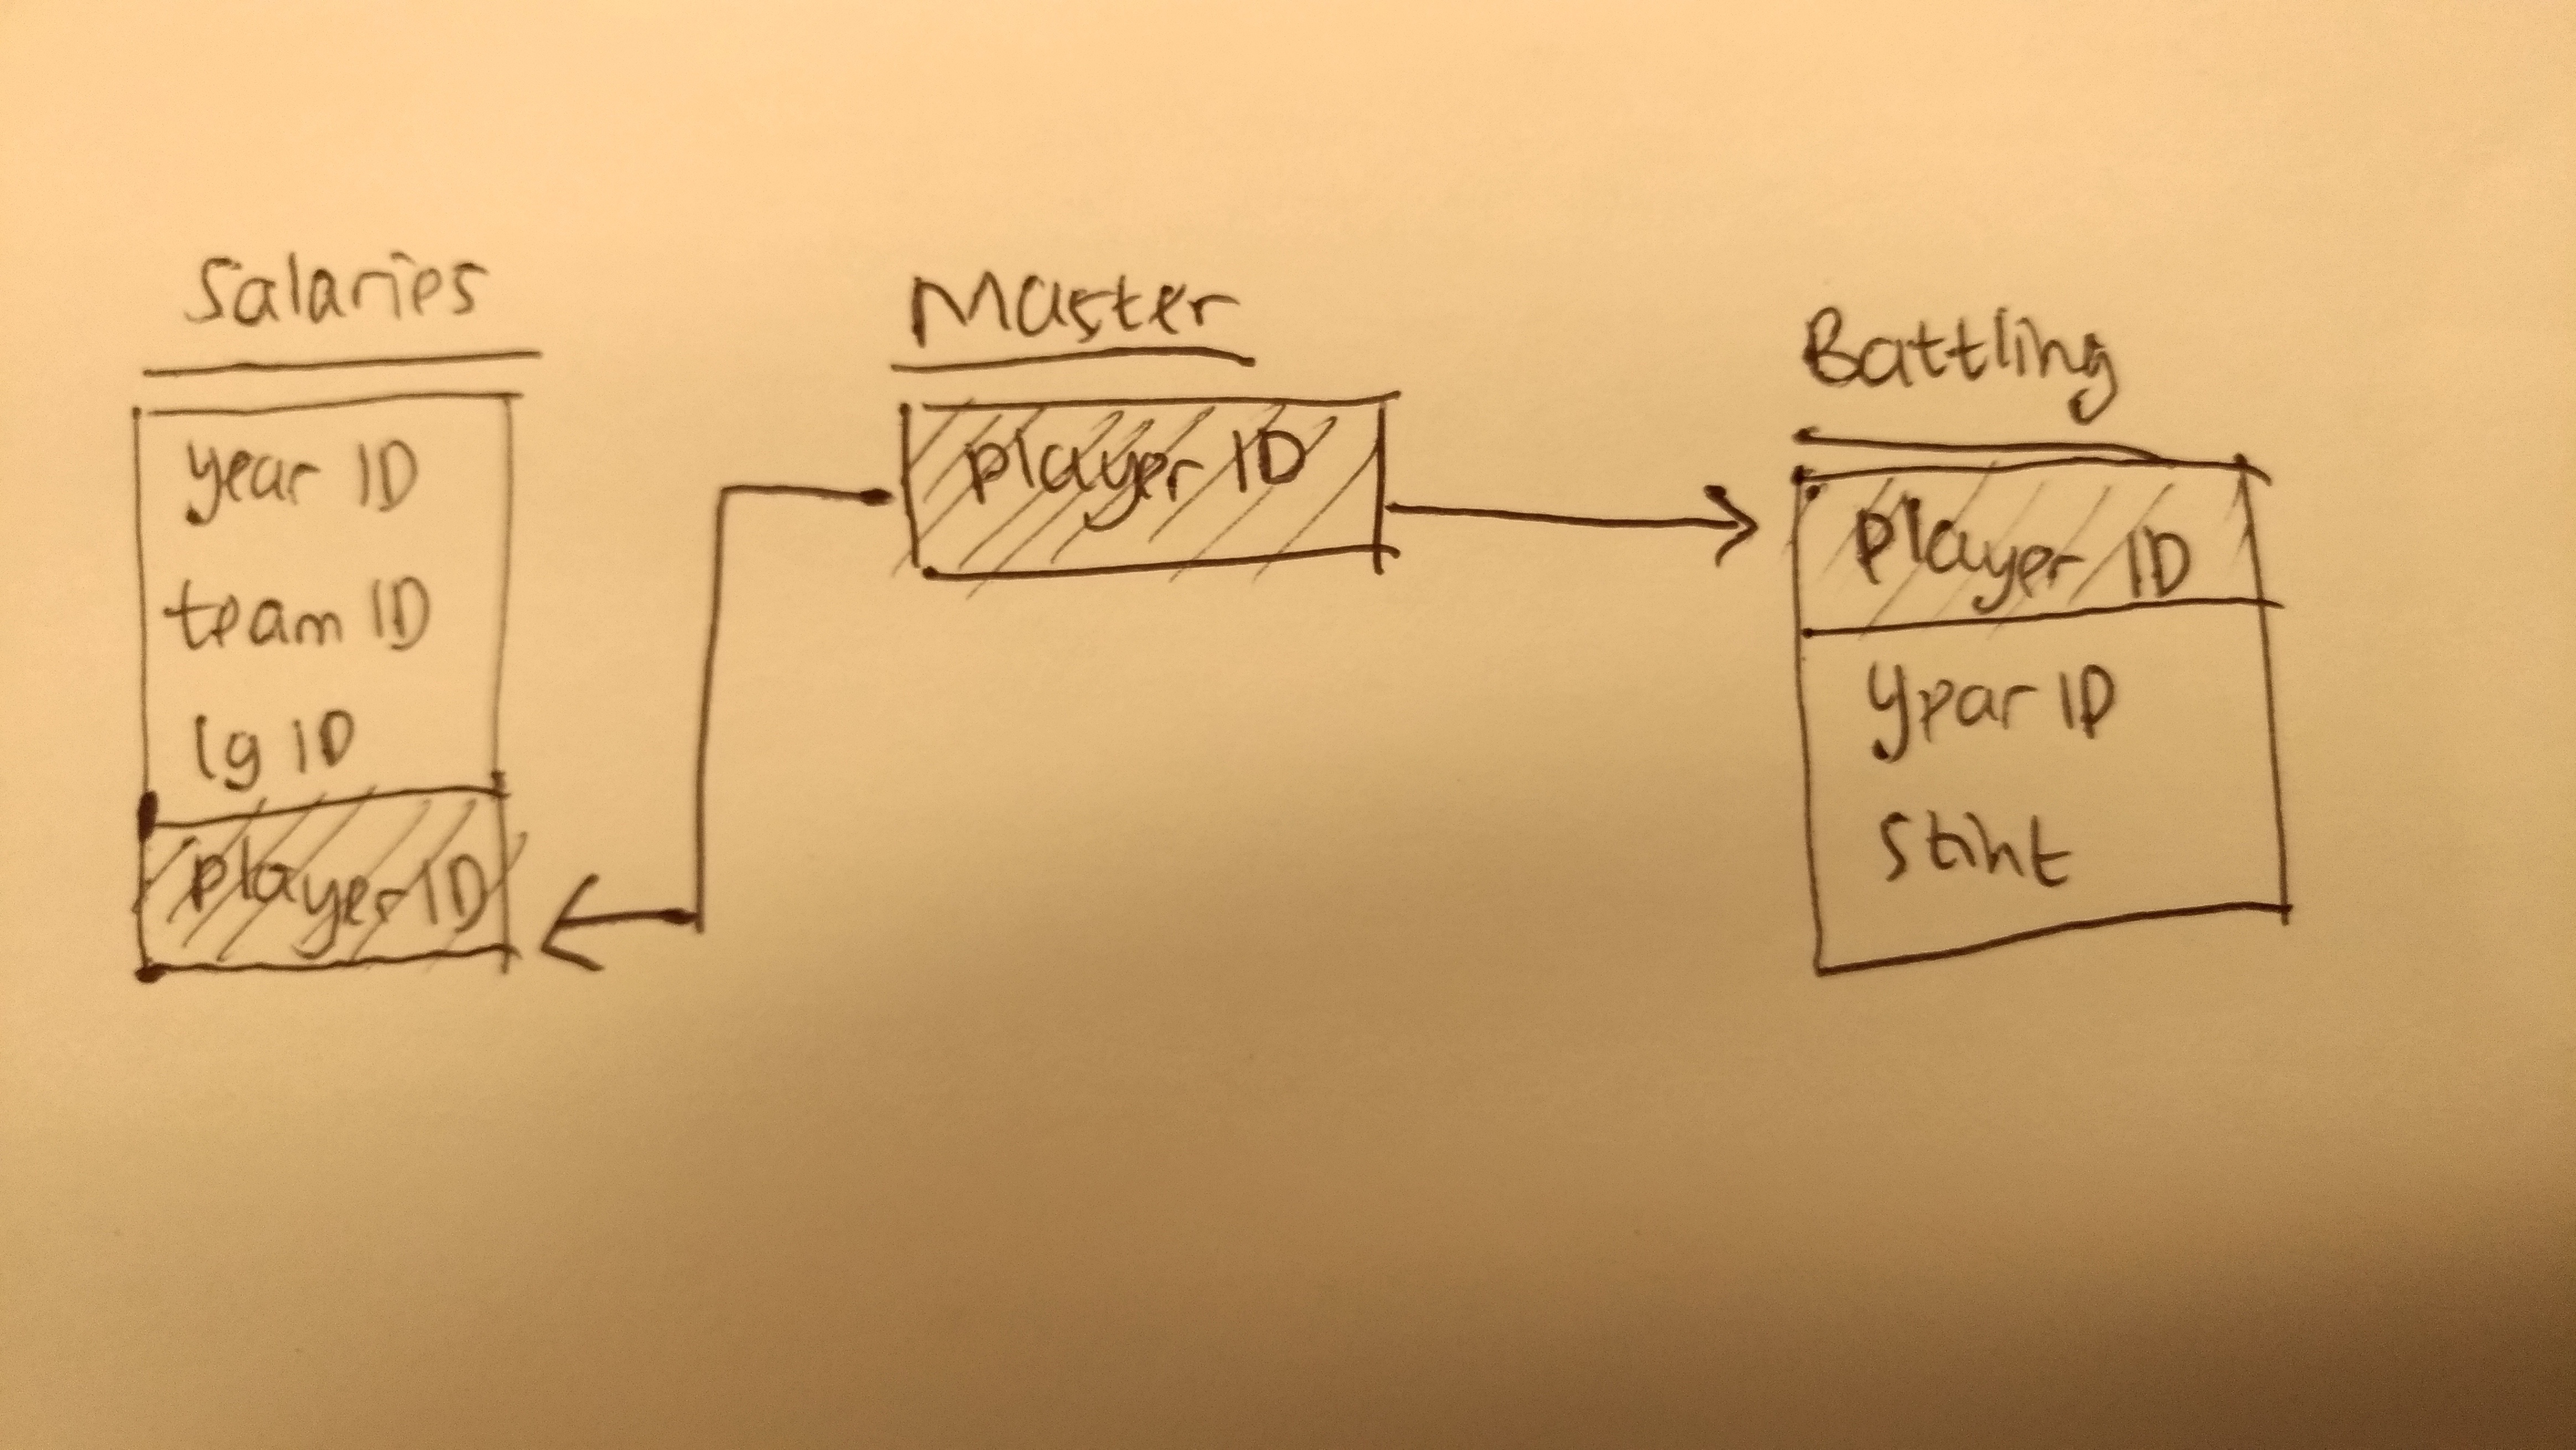 Salaries
year ID
team ID
lg ID
player ID
Master
player ID
Battling
player ID
year ID
Stint